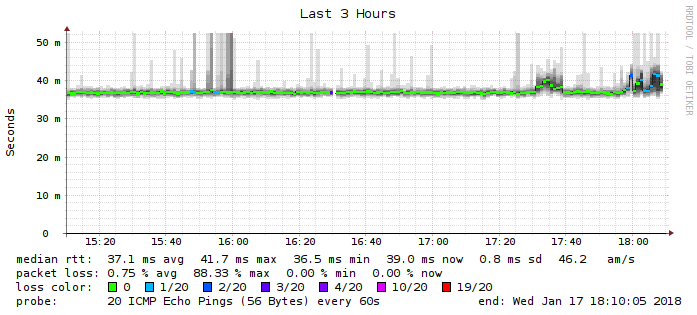 Last 3 Hours
RRDTOOL / TOBI OETIKER
Seconds
50 m
40 m
30 m
20 m
10 m
0
15:20 15:40 16:00 16:20 16:40 17:00 17:20 17:40 18:00
median rtt: 37.1 ms avg 41.7 ms max 36.5 ms min 39.0 ms now 0.8 ms sd 46.2 am/s
packet loss: 0.75 % avg 88.33 % max 0.00 % min 0.00 % now
loss color: 0 1/20 2/20 3/20 4/20 10/20 19/20
probe: 20 ICMP Echo Pings (56 Bytes) every 60s end: Wed Jan 17 18:10:05 2018